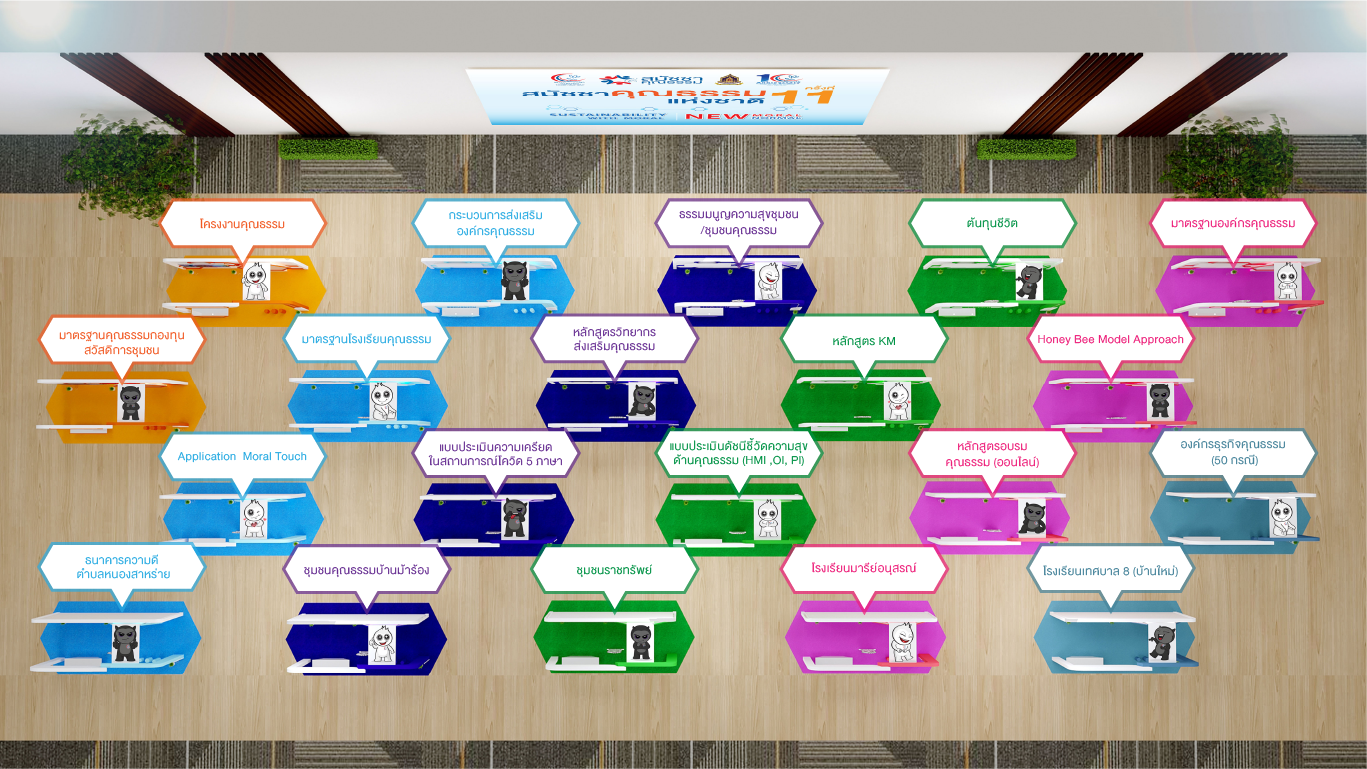 สมัชชา
คุณธรรม
สมัชชาคุณธรรม
แห่งชาติ
ครั้งที่
11
SUSTAINABILITY
WITH MORAL
NEW MORAL
NORMAL
โครงงานคุณธรรม
กระบวนการส่งเสริม
องค์กรคุณธรรม
ธรรมมนูญความสุขชุมชน
/ชุมชนคุณธรรม
ต้นทุนชีวิต
มาตรฐานองค์กรคุณธรรม
มาตรฐานคุณธรรมกองทุน
สวัสดิการชุมชน
มาตรฐานโรงเรียนคุณธรรม
หลักสูตรวิทยากร
ส่งเสริมคุณธรรม
หลักสูตร KM
Honey Bee Model Approach
Application Moral Touch
แบบประเมินความเครียด
ในสถานการณ์โควิด 5 ภาษา
แบบประเมินดัชนีชี้วัดความสุข
ด้านคุณธรรม (HMI ,OI, PI)
หลักสูตรอบรม
คุณธรรม (ออนไลน์)
องค์กรธุรกิจคุณธรรม
(50 กรณี)
ธนาคารความดี
ตำบลหนองสาหร่าย
ชุมชนคุณธรรมบ้านม้าร้อง
ชุมชนราชทรัพย์
โรงเรียนมารีย์อนุสรณ์
โรงเรียนเทศบาล 8 (บ้านใหม่)